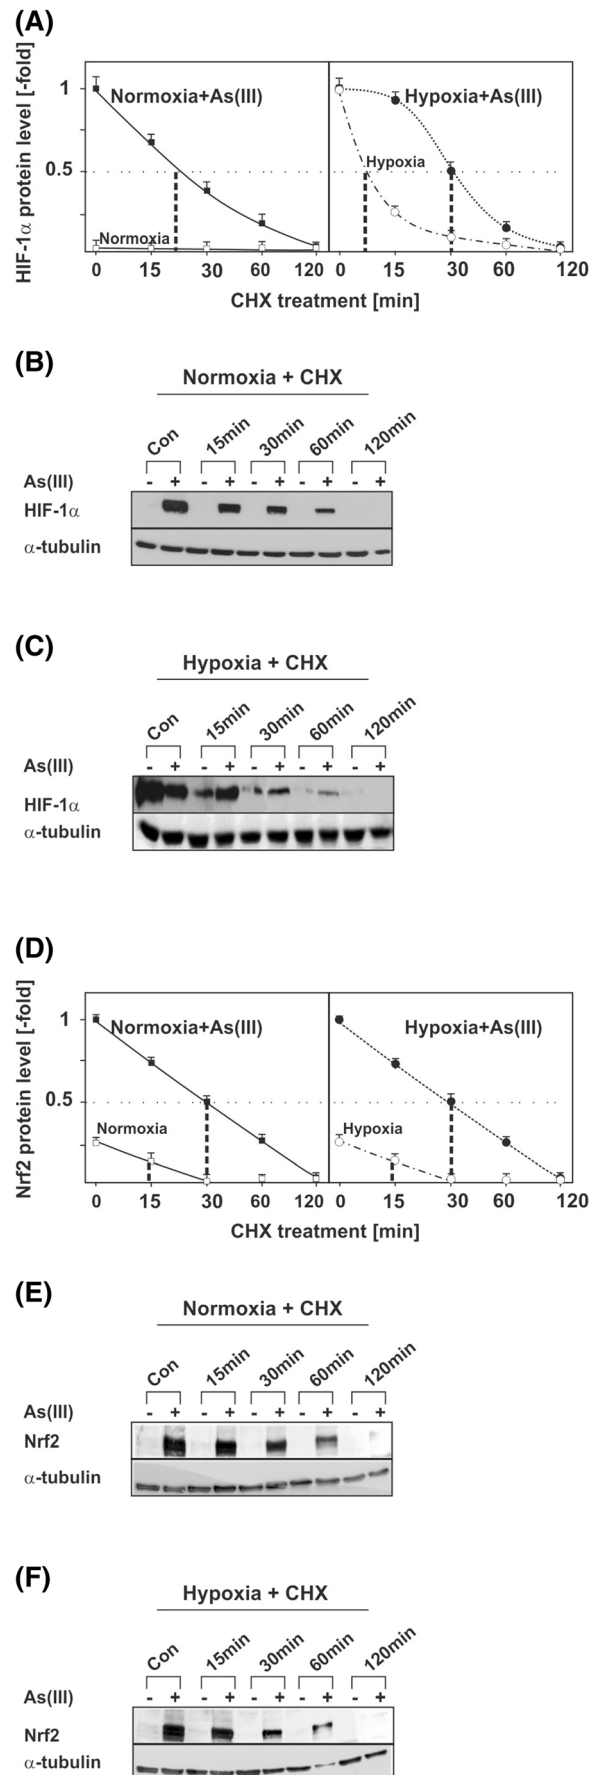 (A)
HIF-1α protein level [-fold]
1
0.5
Normoxia+As(III)
Normoxia
Hypoxia+As(III)
Hypoxia
0 15 30 60 120 0 15 30 60 120
CHX treatment [min]
(B)
Normoxia + CHX
Con 15min 30min 60min 120min
As(III) - + - + - + - + - +
HIF-1α
α-tubulin
(C)
Hypoxia + CHX
Con 15min 30min 60min 120min
As(III) - + - + - + - + - +
HIF-1α
α-tubulin
(D)
Nrf2 protein level [-fold]
1
0.5
Normoxia+As(III)
Normoxia
Hypoxia+As(III)
Hypoxia
0 15 30 60 120 0 15 30 60 120
CHX treatment [min]
(E)
Normoxia + CHX
Con 15min 30min 60min 120min
As(III) - + - + - + - + - +
Nrf2
α-tubulin
(F)
Hypoxia + CHX
Con 15min 30min 60min 120min
As(III) - + - + - + - + - +
Nrf2
α-tubulin